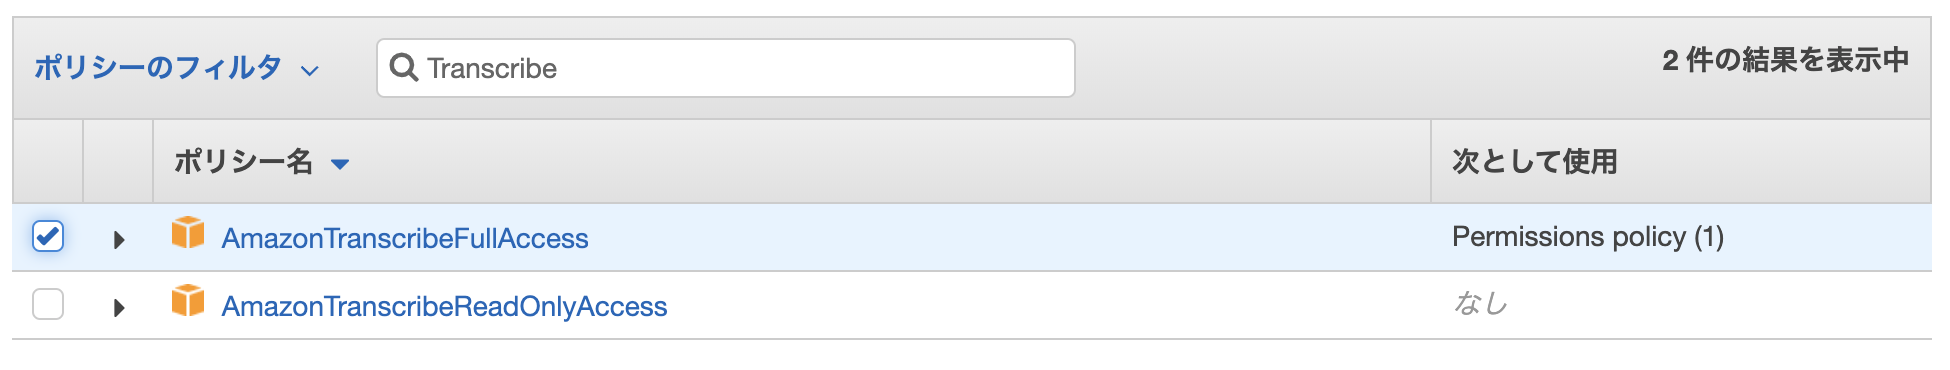 ポリシーのフィルタ Transcribe 2 件の結果を表示中
ポリシー名 次として使用
AmazonTranscribeFullAccess Permissions policy (1)
AmazonTranscribeReadOnlyAccess なし